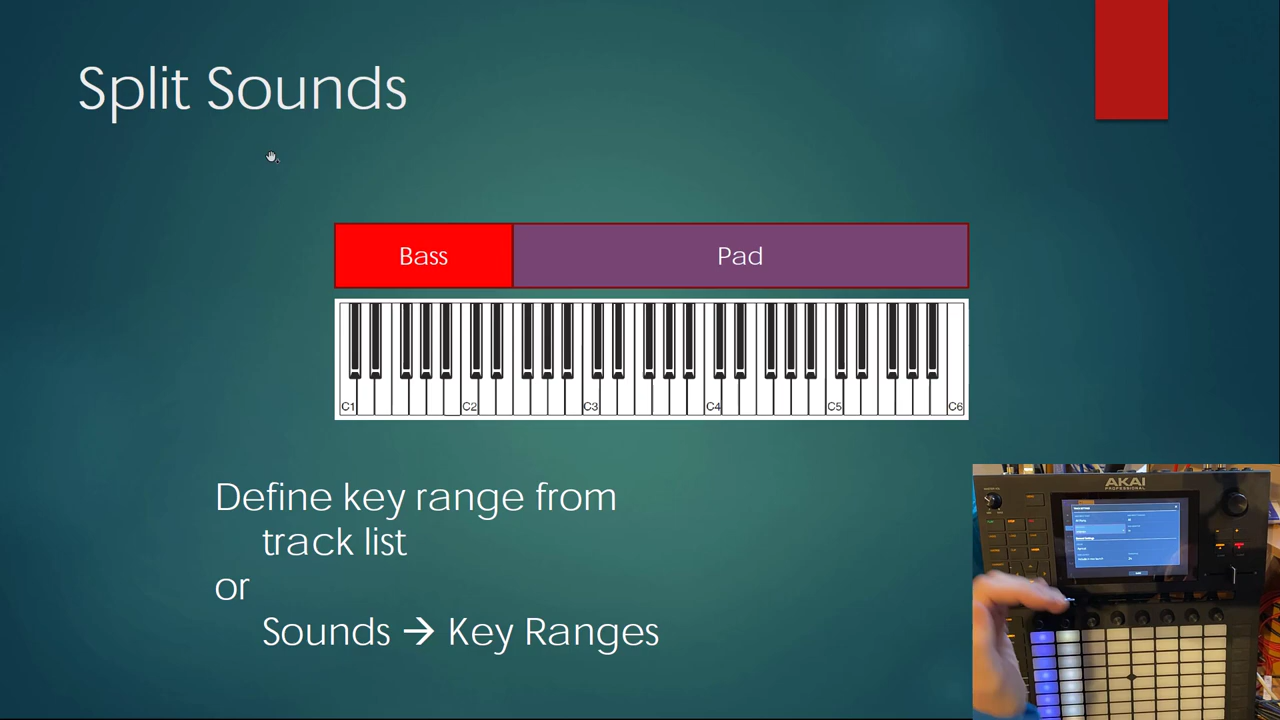 Split Sounds
Bass
Pad
C1
C2
C3
C4
C5
C6
Define key range from
track list
or
Sounds → Key Ranges
AKAI
PROFESSIONAL